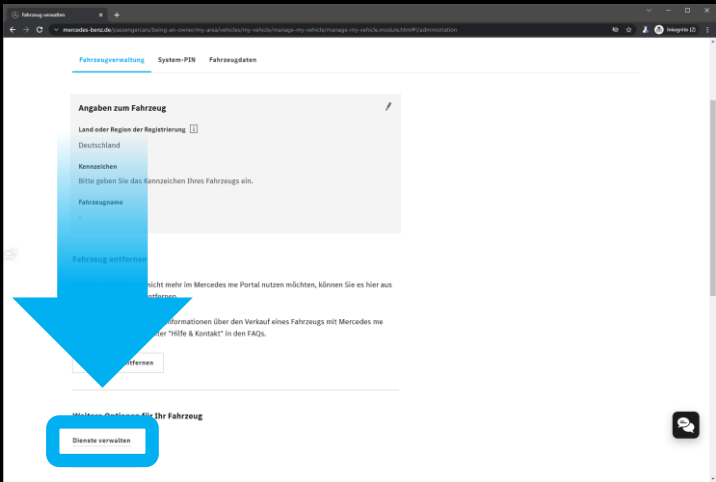 Fahrzeug verwalten
mercedes-benz.de/passengercars/being-an-owner/my-area/vehicles/my-vehicle/manage-my-vehicle/manage-my-vehicle.module.html#!/administration
Inkognito (2)
Fahrzeugverwaltung System-PIN Fahrzeugdaten
Angaben zum Fahrzeug
Land oder Region der Registrierung i
Deutschland
Kennzeichen
Bitte geben Sie das Kennzeichen Ihres Fahrzeugs ein.
Fahrzeugname
Fahrzeug entfernen
nicht mehr im Mercedes me Portal nutzen möchten, können Sie es hier aus
entfernen.
Informationen über den Verkauf eines Fahrzeugs mit Mercedes me
"Hilfe & Kontakt" in den FAQs.
entfernen
Weitere Optionen für Ihr Fahrzeug
Dienste verwalten